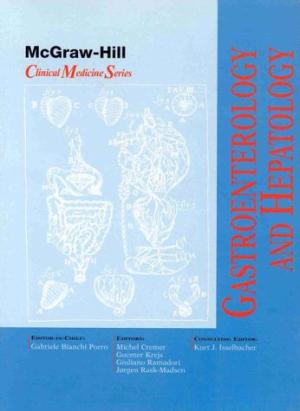 McGraw-Hill
Clinical Medicine Series
GASTROENTEROLOGY
AND HEPATOLOGY
EDITOR-IN-CHIEF:
Gabriele Bianchi Porro
EDITORS:
Michel Cremer
Guenter Krejs
Giuliano Ramadori
Jørgen Rask-Madsen
CONSULTING EDITOR:
Kurt J. Isselbacher